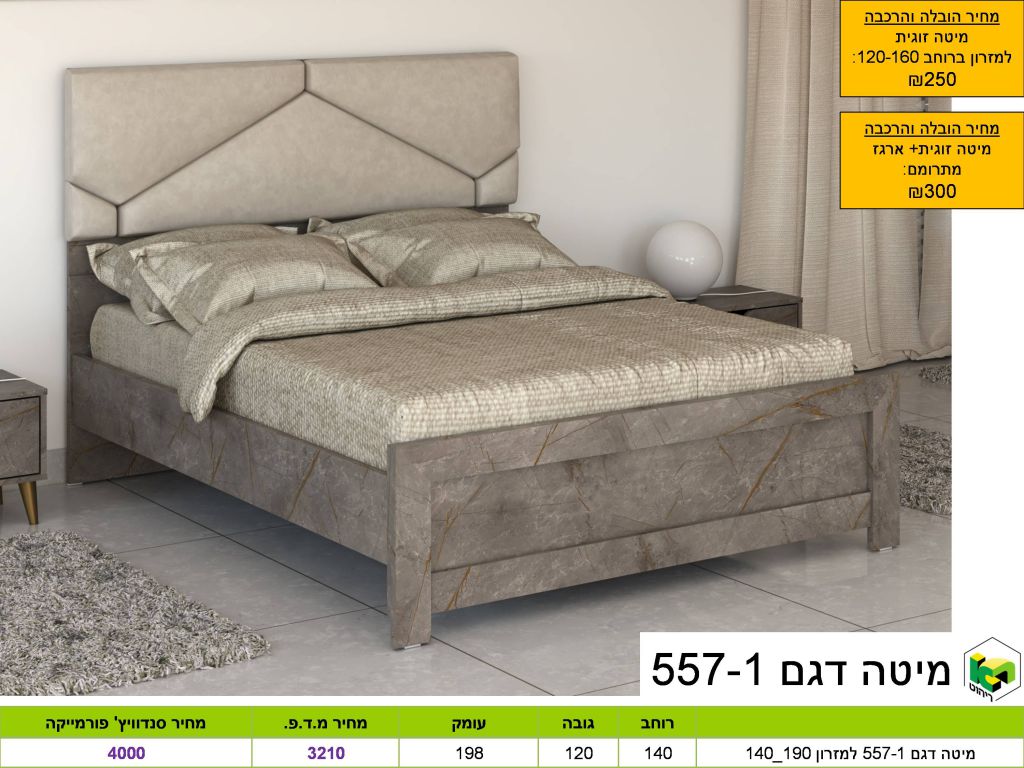 מחיר הובלה והרכבה
מיטה זוגית
למזרון ברוחב 120-160:
250₪
מחיר הובלה והרכבה
מיטה זוגית+ ארגז
מתרומם:
300₪
מיטה דגם 557-1
ריהוט
רוחב גובה עומק מחיר מ.ד.פ. מחיר סנדוויץ' פורמייקה
מיטה דגם 557-1 למזרון 190_140 140 120 198 3210 4000